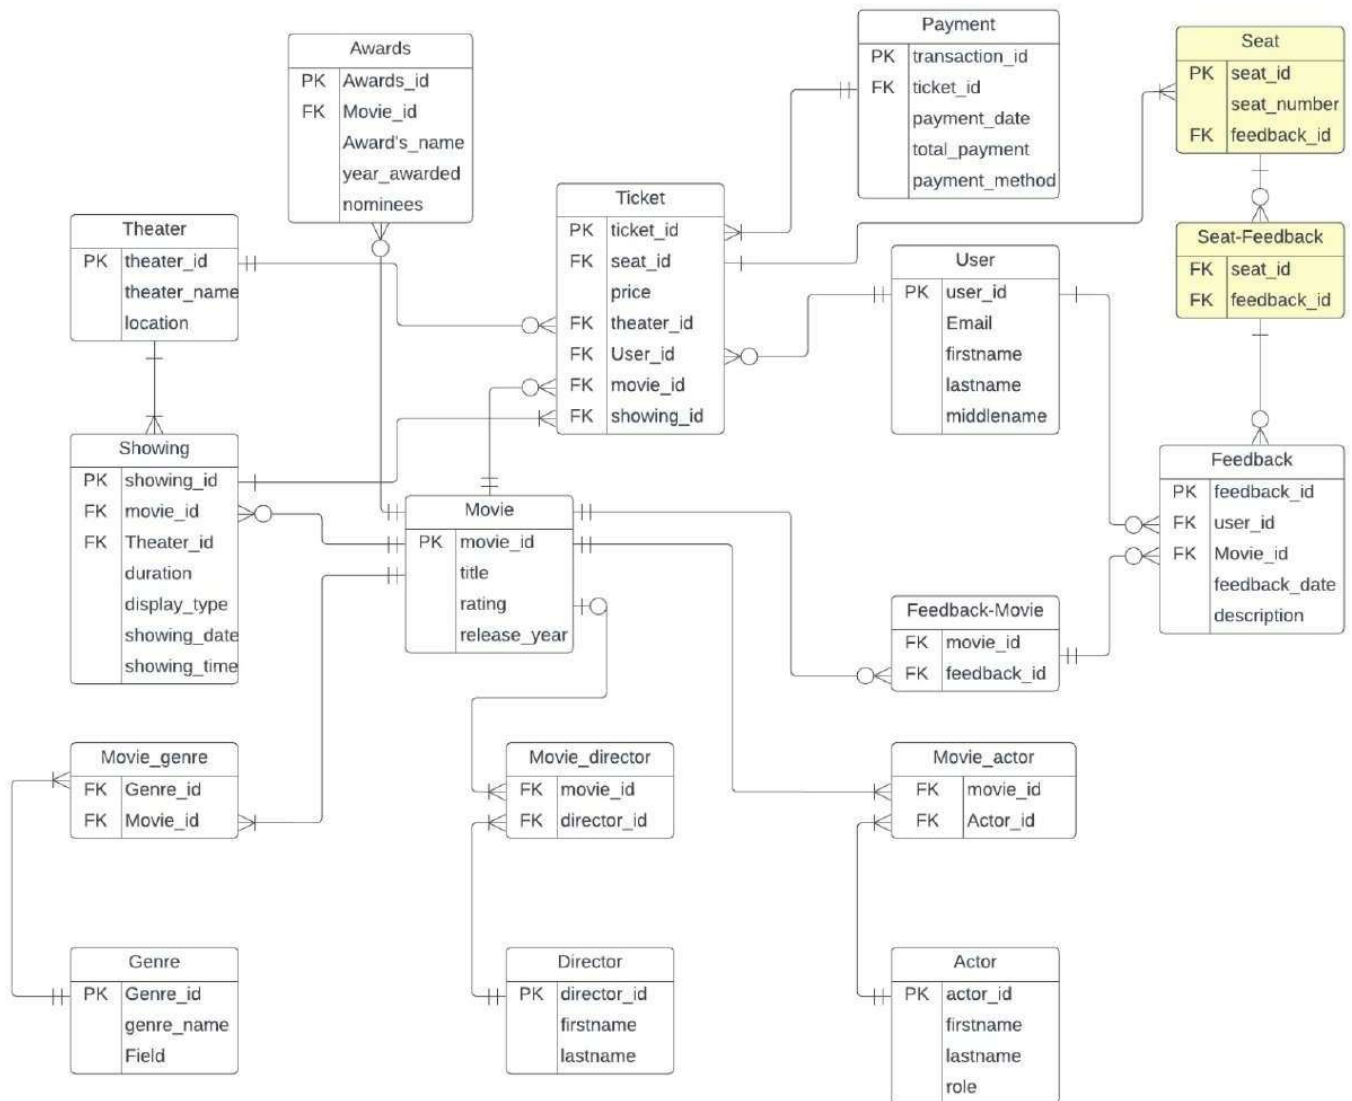 Payment
PK transaction_id
FK ticket_id
payment_date
total_payment
payment_method
Seat
PK seat_id
seat_number
FK feedback_id
Awards
PK Awards_id
FK Movie_id
Award's_name
year_awarded
nominees
Ticket
PK ticket_id
FK seat_id
price
FK theater_id
FK User_id
FK movie_id
FK showing_id
Theater
PK theater_id
theater_name
location
User
PK user_id
Email
firstname
lastname
middlename
Seat-Feedback
FK seat_id
FK feedback_id
Showing
PK showing_id
FK movie_id
FK Theater_id
duration
display_type
showing_date
showing_time
Movie
PK movie_id
title
rating
release_year
Feedback
PK feedback_id
FK user_id
FK Movie_id
feedback_date
description
Feedback-Movie
FK movie_id
FK feedback_id
Movie_genre
FK Genre_id
FK Movie_id
Movie_director
FK movie_id
FK director_id
Movie_actor
FK movie_id
FK Actor_id
Genre
PK Genre_id
genre_name
Field
Director
PK director_id
firstname
lastname
Actor
PK actor_id
firstname
lastname
role